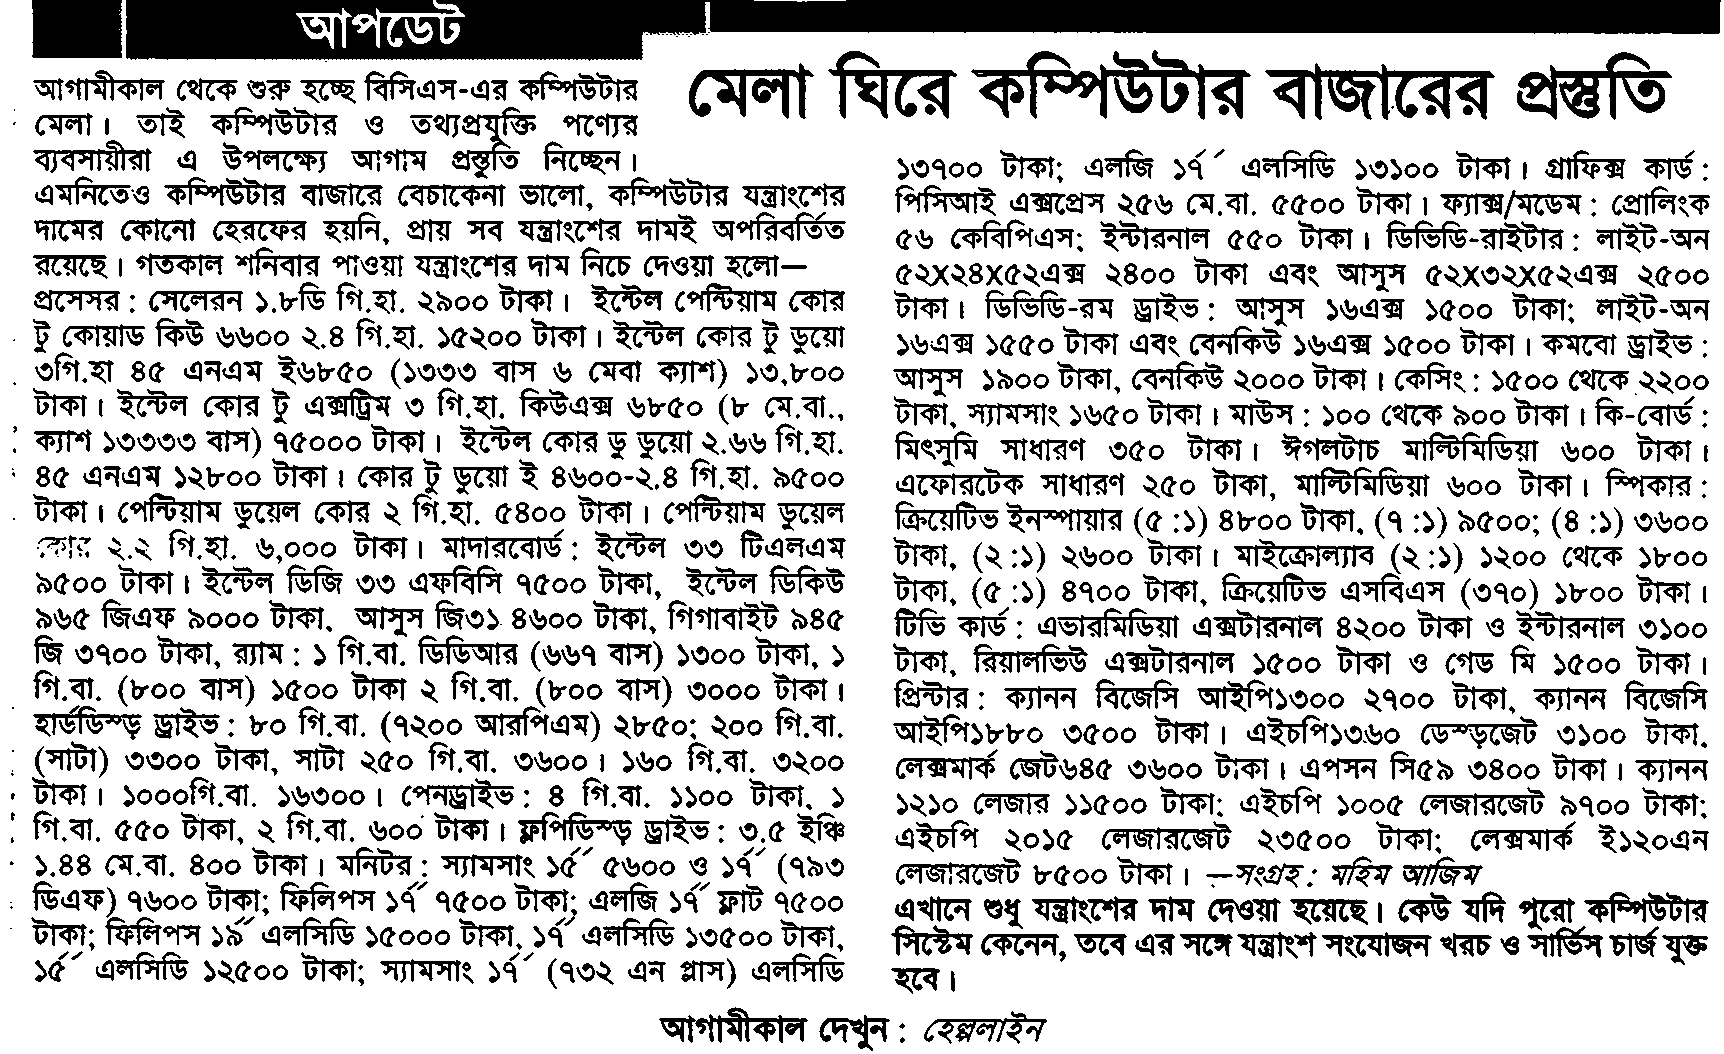 আপডেট
মেলা ঘিরে কম্পিউটার বাজারের প্রস্তুতি
আগামীকাল থেকে শুরু হচ্ছে বিসিএস-এর কম্পিউটার
মেলা। তাই কম্পিউটার ও তথ্যপ্রযুক্তি পণ্যের
ব্যবসায়ীরা এ উপলক্ষ্যে আগাম প্রস্তুতি নিচ্ছেন।
এমনিতেও কম্পিউটার বাজারে বেচাকেনা ভালো, কম্পিউটার যন্ত্রাংশের
দামের কোনো হেরফের হয়নি, প্রায় সব যন্ত্রাংশের দামই অপরিবর্তিত
রয়েছে। গতকাল শনিবার পাওয়া যন্ত্রাংশের দাম নিচে দেওয়া হলো—
প্রসেসর : সেলেরন ১.৮ডি গি.হা. ২৯০০ টাকা। ইন্টেল পেন্টিয়াম কোর
টু কোয়াড কিউ ৬৬০০ ২.৪ গি.হা. ১৫২০০ টাকা। ইন্টেল কোর টু ডুয়ো
৩গি.হা ৪৫ এনএম ই৬৮৫০ (১৩৩৩ বাস ৬ মেবা ক্যাশ) ১৩,৮০০
টাকা। ইন্টেল কোর টু এক্সট্রিম ৩ গি.হা. কিউএক্স ৬৮৫০ (৮ মে.বা.,
ক্যাশ ১৩৩৩৩ বাস) ৭৫০০০ টাকা। ইন্টেল কোর ডু ডুয়ো ২.৬৬ গি.হা.
৪৫ এনএম ১২৮০০ টাকা। কোর টু ডুয়ো ই ৪৬০০-২.৪ গি.হা. ৯৫০০
টাকা। পেন্টিয়াম ডুয়েল কোর ২ গি.হা. ৫৪০০ টাকা। পেন্টিয়াম ডুয়েল
কোর ২.২ গি.হা. ৬,০০০ টাকা। মাদারবোর্ড : ইন্টেল ৩৩ টিএলএম
৯৫০০ টাকা। ইন্টেল ডিজি ৩৩ এফবিসি ৭৫০০ টাকা, ইন্টেল ডিকিউ
৯৬৫ জিএফ ৯০০০ টাকা, আসুস জি৩১ ৪৬০০ টাকা, গিগাবাইট ৯৪৫
জি ৩৭০০ টাকা, র‍্যাম : ১ গি.বা. ডিডিআর (৬৬৭ বাস) ১৩০০ টাকা, ১
গি.বা. (৮০০ বাস) ১৫০০ টাকা ২ গি.বা. (৮০০ বাস) ৩০০০ টাকা।
হার্ডডিস্ড় ড্রাইভ : ৮০ গি.বা. (৭২০০ আরপিএম) ২৮৫০; ২০০ গি.বা.
(সাটা) ৩৩০০ টাকা, সাটা ২৫০ গি.বা. ৩৬০০। ১৬০ গি.বা. ৩২০০
টাকা। ১০০০গি.বা. ১৬৩০০। পেনড্রাইভ : ৪ গি.বা. ১১০০ টাকা, ১
গি.বা. ৫৫০ টাকা, ২ গি.বা. ৬০০ টাকা। ফ্লপিডিস্ড় ড্রাইভ : ৩.৫ ইঞ্চি
১.৪৪ মে.বা. ৪০০ টাকা। মনিটর : স্যামসাং ১৫˝ ৫৬০০ ও ১৭˝ (৭৯৩
ডিএফ) ৭৬০০ টাকা; ফিলিপস ১৭˝ ৭৫০০ টাকা; এলজি ১৭˝ ফ্লাট ৭৫০০
টাকা; ফিলিপস ১৯˝ এলসিডি ১৫০০০ টাকা, ১৭˝ এলসিডি ১৩৫০০ টাকা,
১৫˝ এলসিডি ১২৫০০ টাকা; স্যামসাং ১৭˝ (৭৩২ এন প্লাস) এলসিডি
১৩৭০০ টাকা; এলজি ১৭˝ এলসিডি ১৩১০০ টাকা। গ্রাফিক্স কার্ড :
পিসিআই এক্সপ্রেস ২৫৬ মে.বা. ৫৫০০ টাকা। ফ্যাক্স/মডেম : প্রোলিংক
৫৬ কেবিপিএস; ইন্টারনাল ৫৫০ টাকা। ডিভিডি-রাইটার : লাইট-অন
৫২X২৪X৫২এক্স ২৪০০ টাকা এবং আসুস ৫২X৩২X৫২এক্স ২৫০০
টাকা। ডিভিডি-রম ড্রাইভ : আসুস ১৬এক্স ১৫০০ টাকা; লাইট-অন
১৬এক্স ১৫৫০ টাকা এবং বেনকিউ ১৬এক্স ১৫০০ টাকা। কমবো ড্রাইভ :
আসুস ১৯০০ টাকা, বেনকিউ ২০০০ টাকা। কেসিং : ১৫০০ থেকে ২২০০
টাকা, স্যামসাং ১৬৫০ টাকা। মাউস : ১০০ থেকে ৯০০ টাকা। কি-বোর্ড :
মিৎসুমি সাধারণ ৩৫০ টাকা। ঈগলটাচ মাল্টিমিডিয়া ৬০০ টাকা।
এফোরটেক সাধারণ ২৫০ টাকা, মাল্টিমিডিয়া ৬০০ টাকা। স্পিকার :
ক্রিয়েটিভ ইনস্পায়ার (৫ :১) ৪৮০০ টাকা, (৭ :১) ৯৫০০; (৪ :১) ৩৬০০
টাকা, (২ :১) ২৬০০ টাকা। মাইক্রোল্যাব (২ :১) ১২০০ থেকে ১৮০০
টাকা, (৫ :১) ৪৭০০ টাকা, ক্রিয়েটিভ এসবিএস (৩৭০) ১৮০০ টাকা।
টিভি কার্ড : এভারমিডিয়া এক্সটারনাল ৪২০০ টাকা ও ইন্টারনাল ৩১০০
টাকা, রিয়ালভিউ এক্সটারনাল ১৫০০ টাকা ও গেড মি ১৫০০ টাকা।
প্রিন্টার : ক্যানন বিজেসি আইপি১৩০০ ২৭০০ টাকা, ক্যানন বিজেসি
আইপি১৮৮০ ৩৫০০ টাকা। এইচপি১৩৬০ ডেস্ড়জেট ৩১০০ টাকা,
লেক্সমার্ক জেট৬৪৫ ৩৬০০ টাকা। এপসন সি৫৯ ৩৪০০ টাকা। ক্যানন
১২১০ লেজার ১১৫০০ টাকা; এইচপি ১০০৫ লেজারজেট ৯৭০০ টাকা;
এইচপি ২০১৫ লেজারজেট ২৩৫০০ টাকা; লেক্সমার্ক ই১২০এন
লেজারজেট ৮৫০০ টাকা। —সংগ্রহ : মহিম আজিম
এখানে শুধু যন্ত্রাংশের দাম দেওয়া হয়েছে। কেউ যদি পুরো কম্পিউটার
সিস্টেম কেনেন, তবে এর সঙ্গে যন্ত্রাংশ সংযোজন খরচ ও সার্ভিস চার্জ যুক্ত
হবে।
আগামীকাল দেখুন : হেল্পলাইন